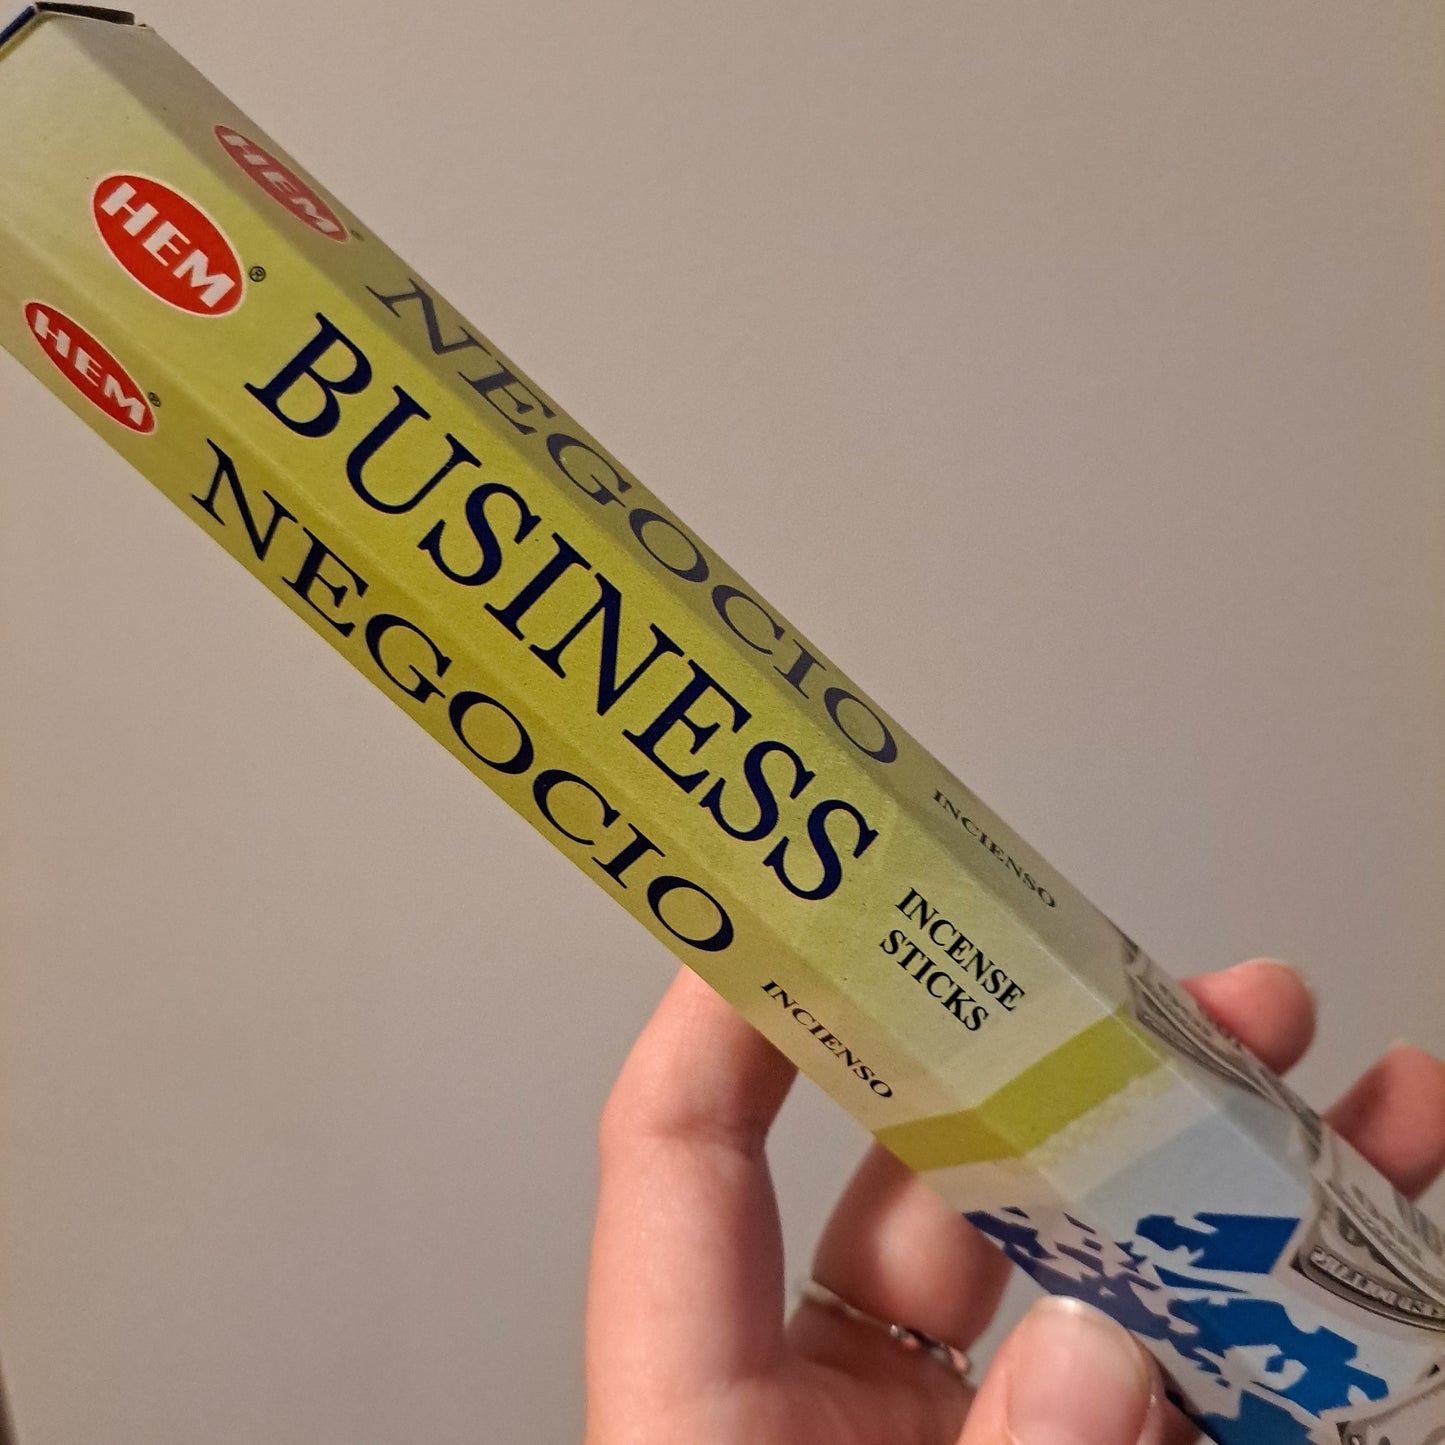 HEM®
NEGOCIO
INCIENSO
HEM®
BUSINESS
INCENSE
STICKS
HEM®
NEGOCIO
INCIENSO